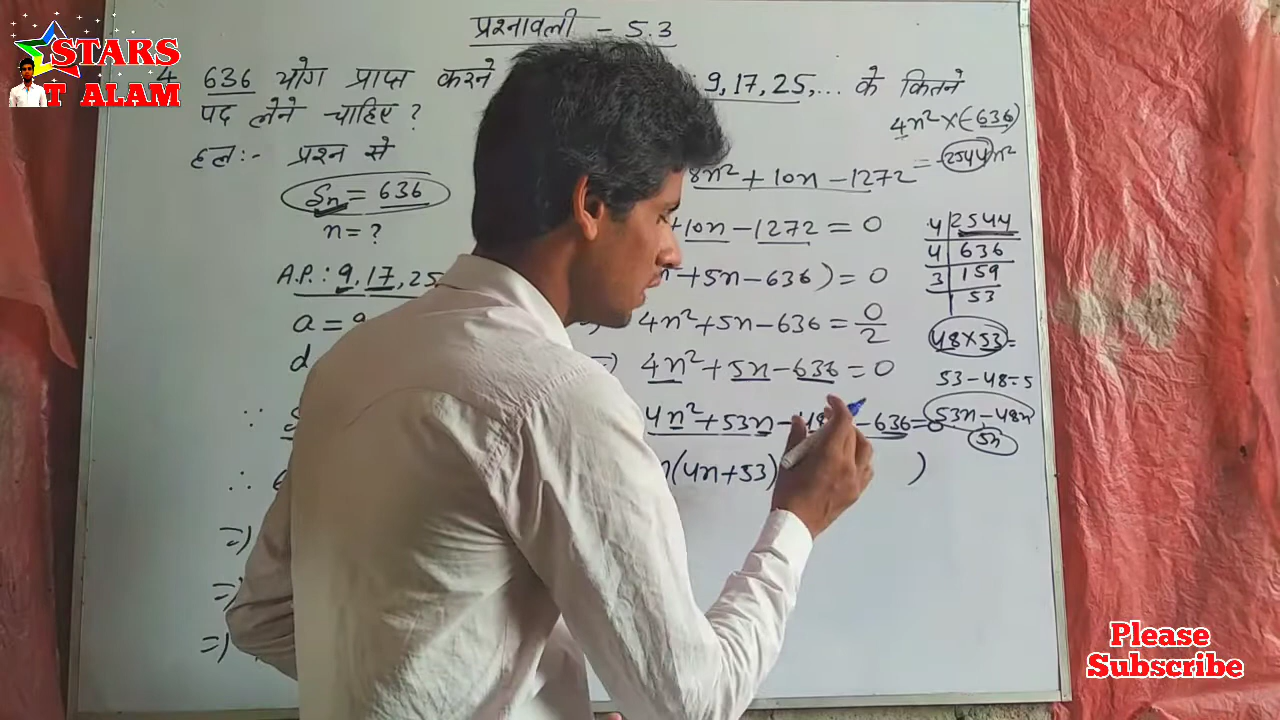 STARS
T ALAM
प्रश्नावली - 5.3
4 636 योग प्राप्त करने 9, 17, 25, ... के कितने
पद लेने चाहिए ?
हल :- प्रश्न से
Sn = 636
n = ?
A.P. : 9, 17, 25
a = 9
d
∵
∴
=)
=)
=)
8n² + 10n - 1272
+10n - 1272 = 0
+5n - 636) = 0
4n² + 5n - 636 = 0/2
=) 4n² + 5n - 636 = 0
4n² + 53n - 48 - 636 = 0
n(4n + 53) )
4n² × (-636)
= -2544n²
4 | 2544
4 | 636
3 | 159
| 53
48 × 53 =
53 - 48 = 5
53n - 48n
5n
Please
Subscribe